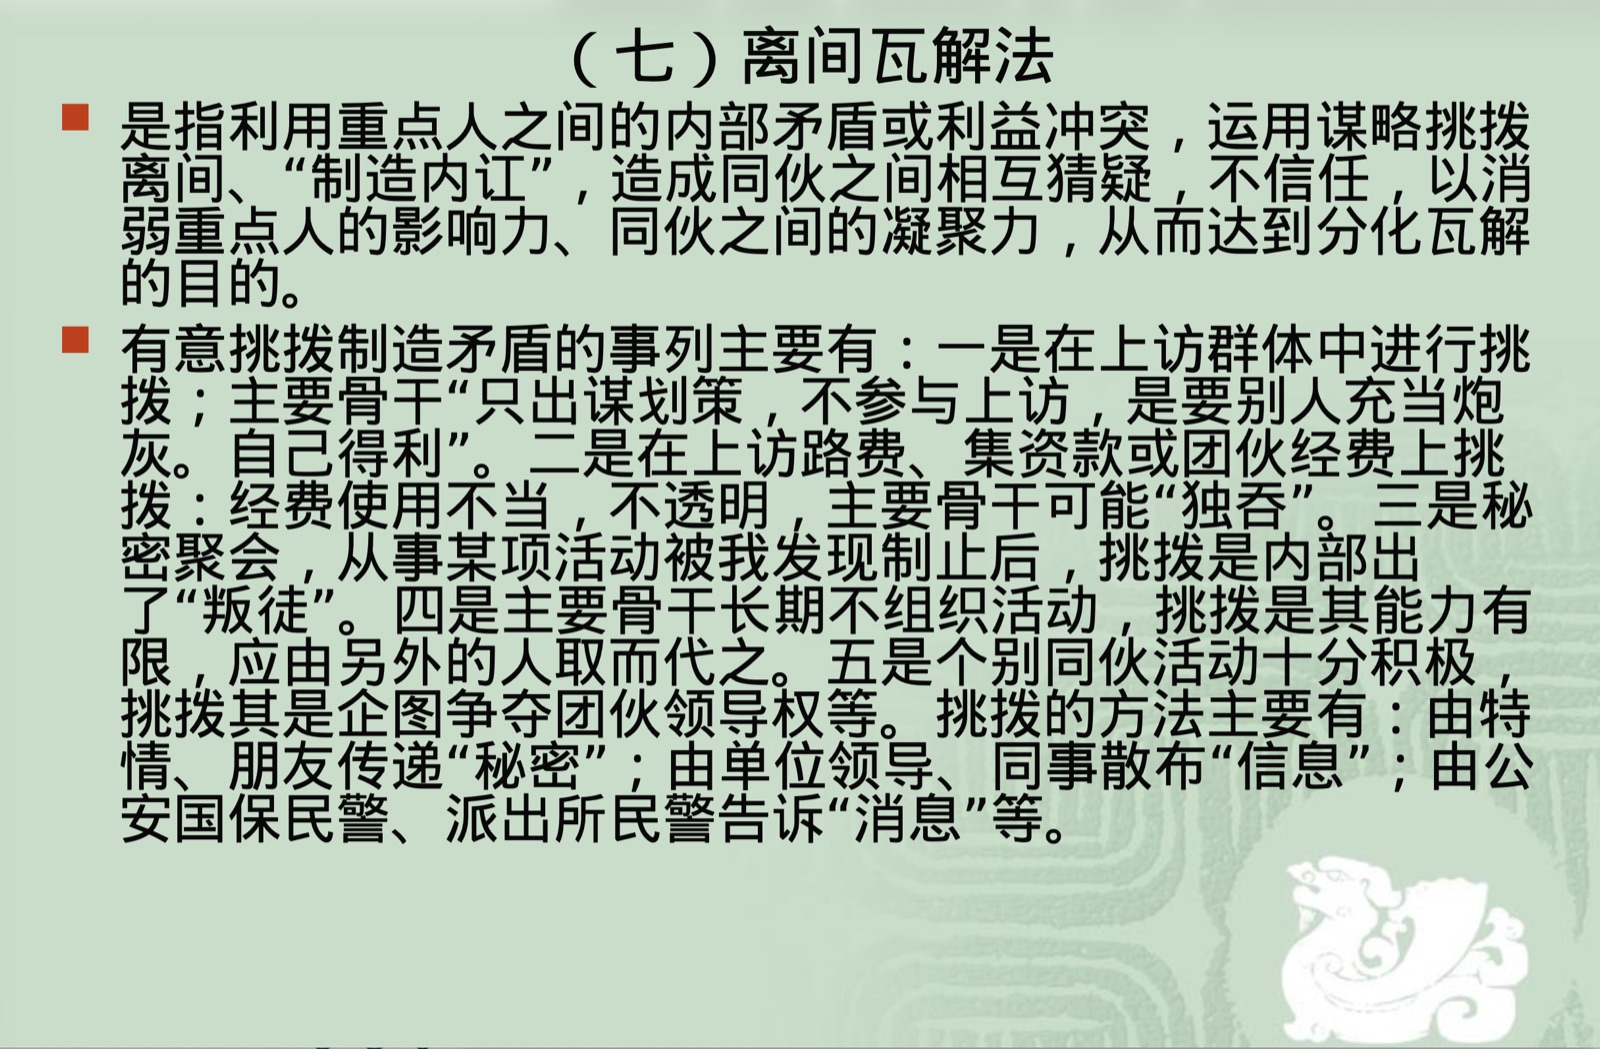 （七）离间瓦解法
是指利用重点人之间的内部矛盾或利益冲突，运用谋略挑拨
离间、“制造内讧”，造成同伙之间相互猜疑，不信任，以消
弱重点人的影响力、同伙之间的凝聚力，从而达到分化瓦解
的目的。
有意挑拨制造矛盾的事列主要有：一是在上访群体中进行挑
拨；主要骨干“只出谋划策，不参与上访，是要别人充当炮
灰。自己得利”。二是在上访路费、集资款或团伙经费上挑
拨：经费使用不当，不透明，主要骨干可能“独吞”。三是秘
密聚会，从事某项活动被我发现制止后，挑拨是内部出
了“叛徒”。四是主要骨干长期不组织活动，挑拨是其能力有
限，应由另外的人取而代之。五是个别同伙活动十分积极，
挑拨其是企图争夺团伙领导权等。挑拨的方法主要有：由特
情、朋友传递“秘密”；由单位领导、同事散布“信息”；由公
安国保民警、派出所民警告诉“消息”等。